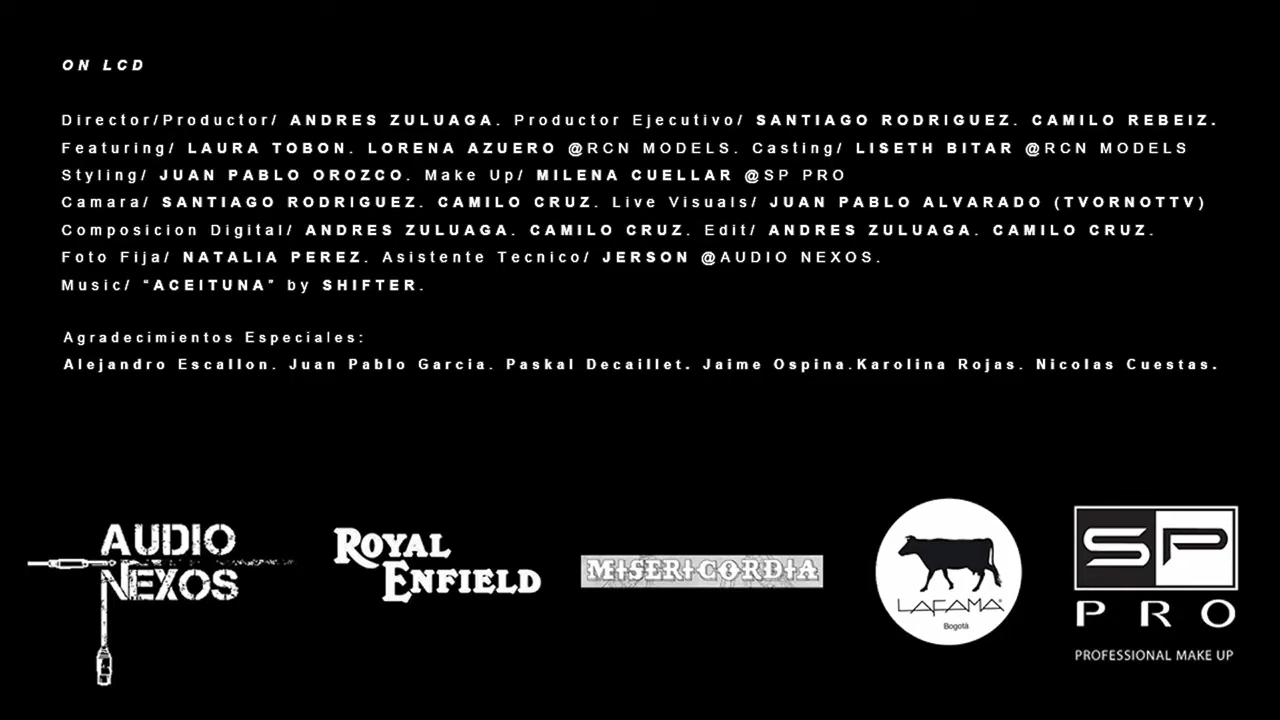 ON LCD
Director/Productor/ ANDRES ZULUAGA. Productor Ejecutivo/ SANTIAGO RODRIGUEZ. CAMILO REBEIZ.
Featuring/ LAURA TOBON. LORENA AZUERO @RCN MODELS. Casting/ LISETH BITAR @RCN MODELS
Styling/ JUAN PABLO OROZCO. Make Up/ MILENA CUELLAR @SP PRO
Camara/ SANTIAGO RODRIGUEZ. CAMILO CRUZ. Live Visuals/ JUAN PABLO ALVARADO (TVORNOTTV)
Composicion Digital/ ANDRES ZULUAGA. CAMILO CRUZ. Edit/ ANDRES ZULUAGA. CAMILO CRUZ.
Foto Fija/ NATALIA PEREZ. Asistente Tecnico/ JERSON @AUDIO NEXOS.
Music/ “ACEITUNA” by SHIFTER.
Agradecimientos Especiales:
Alejandro Escallon. Juan Pablo Garcia. Paskal Decaillet. Jaime Ospina.Karolina Rojas. Nicolas Cuestas.
AUDIO
NEXOS
ROYAL
ENFIELD
MISERICORDIA
LAFAMA®
Bogotá
SP
PRO
PROFESSIONAL MAKE UP